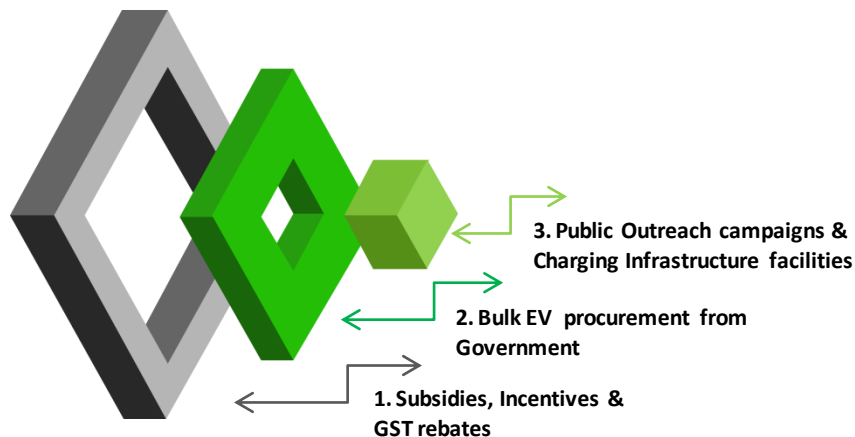 3. Public Outreach campaigns &
Charging Infrastructure facilities
2. Bulk EV procurement from
Government
1. Subsidies, Incentives &
GST rebates